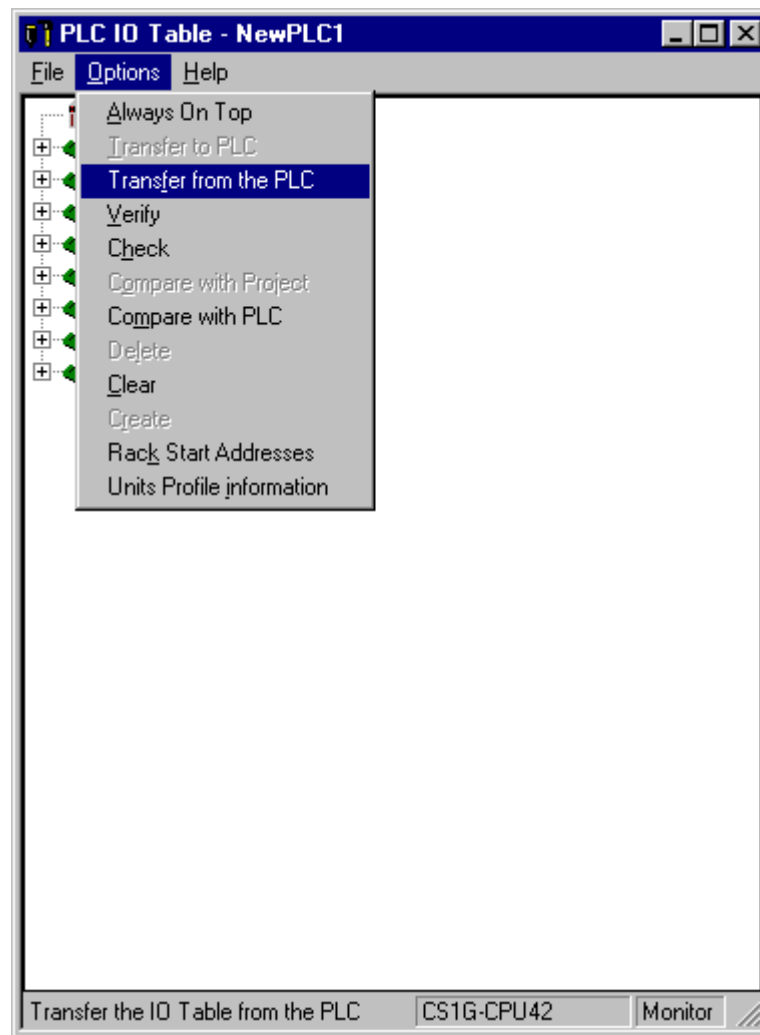 PLC IO Table - NewPLC1
File Options Help
Always On Top
Transfer to PLC
Transfer from the PLC
Verify
Check
Compare with Project
Compare with PLC
Delete
Clear
Create
Rack Start Addresses
Units Profile information
Transfer the IO Table from the PLC CS1G-CPU42 Monitor